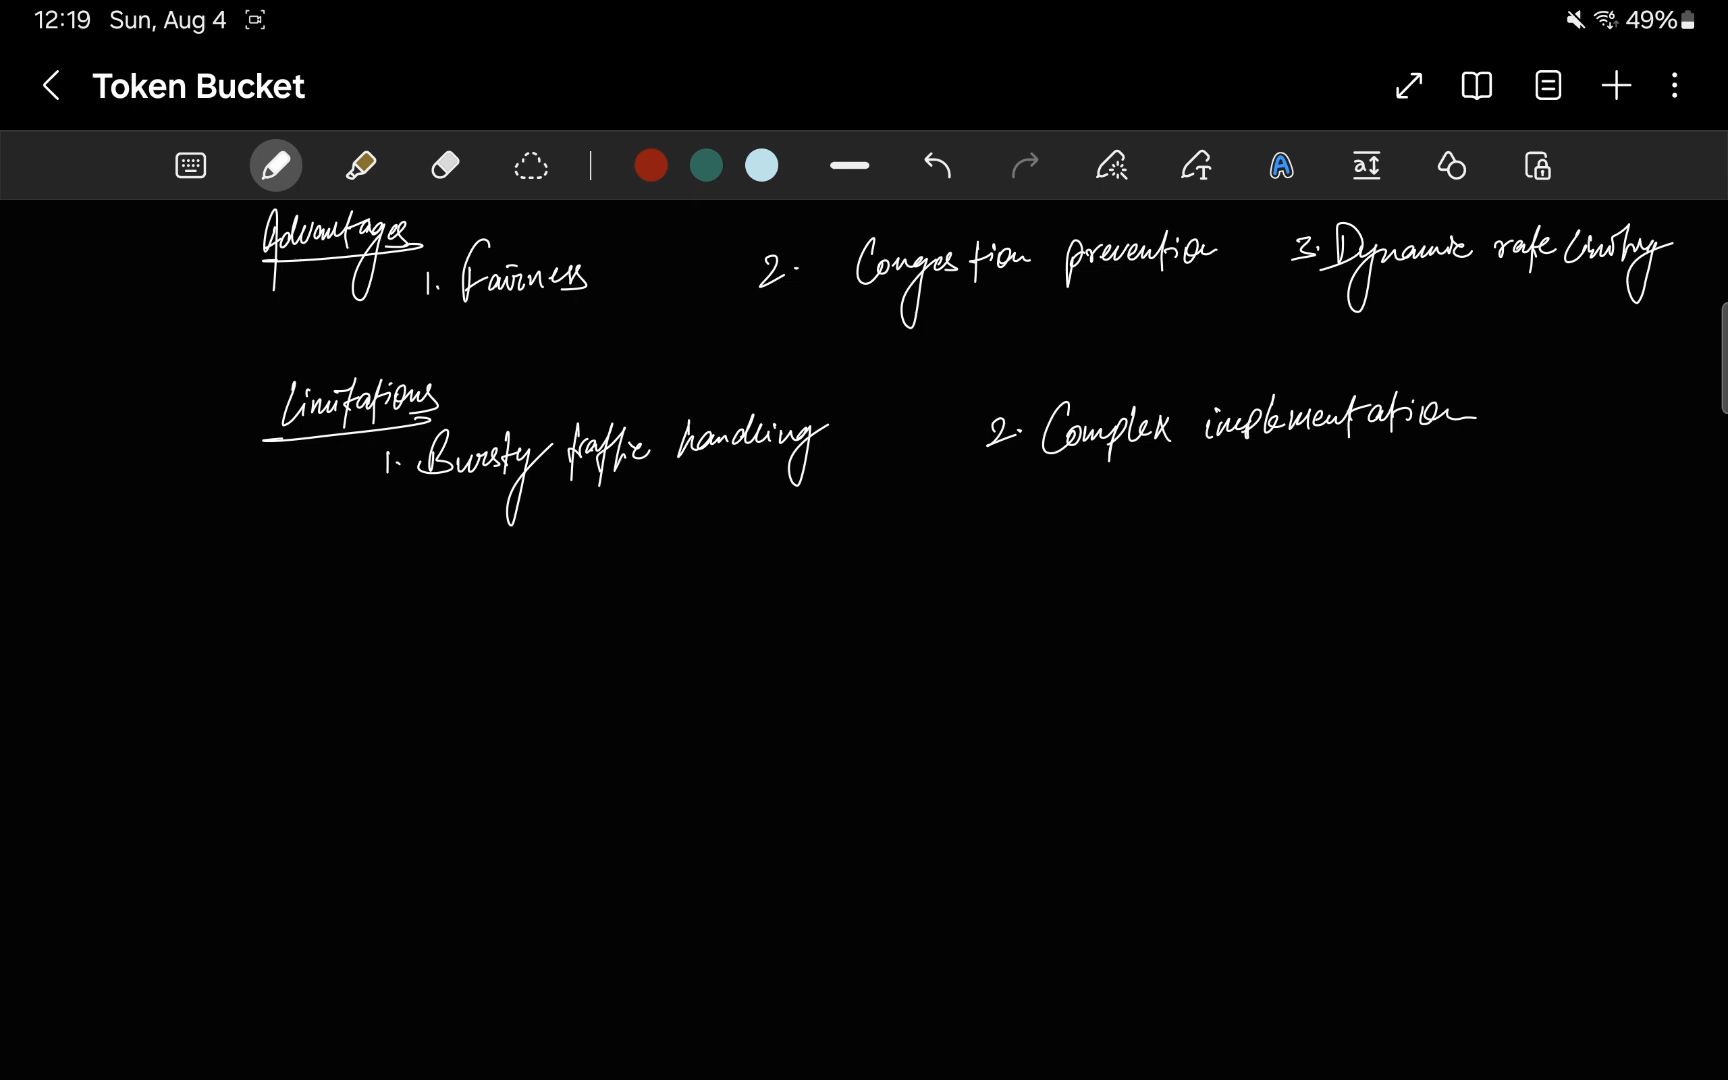 12:19 Sun, Aug 4 49%
Token Bucket
Advantages
1. Fairness 2. Congestion prevention 3. Dynamic rate limiting
Limitations
1. Bursty traffic handling 2. Complex implementation